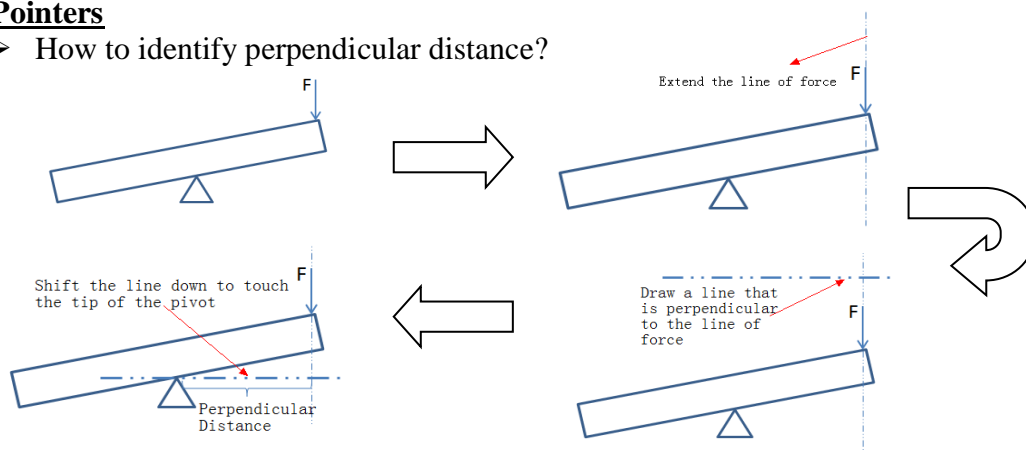 Pointers
➢ How to identify perpendicular distance?
F
Extend the line of force
F
Draw a line that
is perpendicular
to the line of
force
F
Shift the line down to touch
the tip of the pivot
F
Perpendicular
Distance